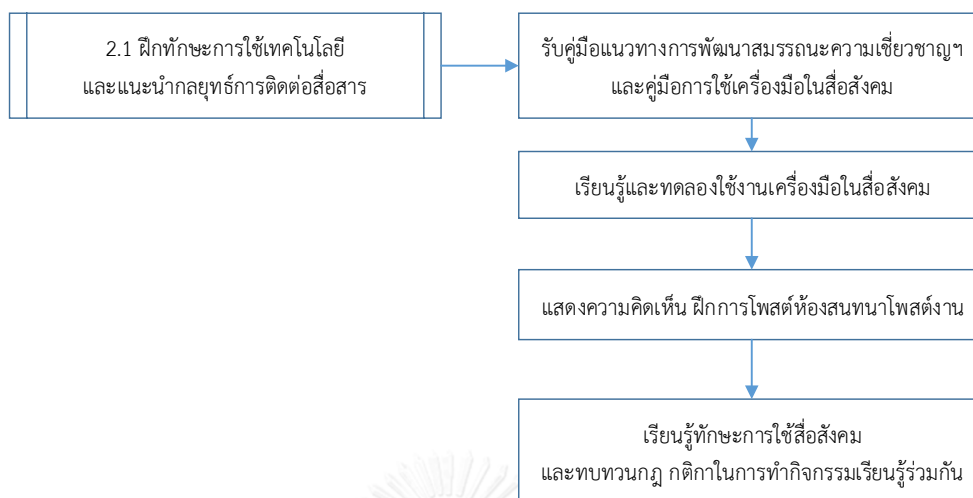 2.1 ฝึกทักษะการใช้เทคโนโลยี
และแนะนำกลยุทธ์การติดต่อสื่อสาร
รับคู่มือแนวทางการพัฒนาสมรรถนะความเชี่ยวชาญฯ
และคู่มือการใช้เครื่องมือในสื่อสังคม
เรียนรู้และทดลองใช้งานเครื่องมือในสื่อสังคม
แสดงความคิดเห็น ฝึกการโพสต์ห้องสนทนาโพสต์งาน
เรียนรู้ทักษะการใช้สื่อสังคม
และทบทวนกฎ กติกาในการทำกิจกรรมเรียนรู้ร่วมกัน